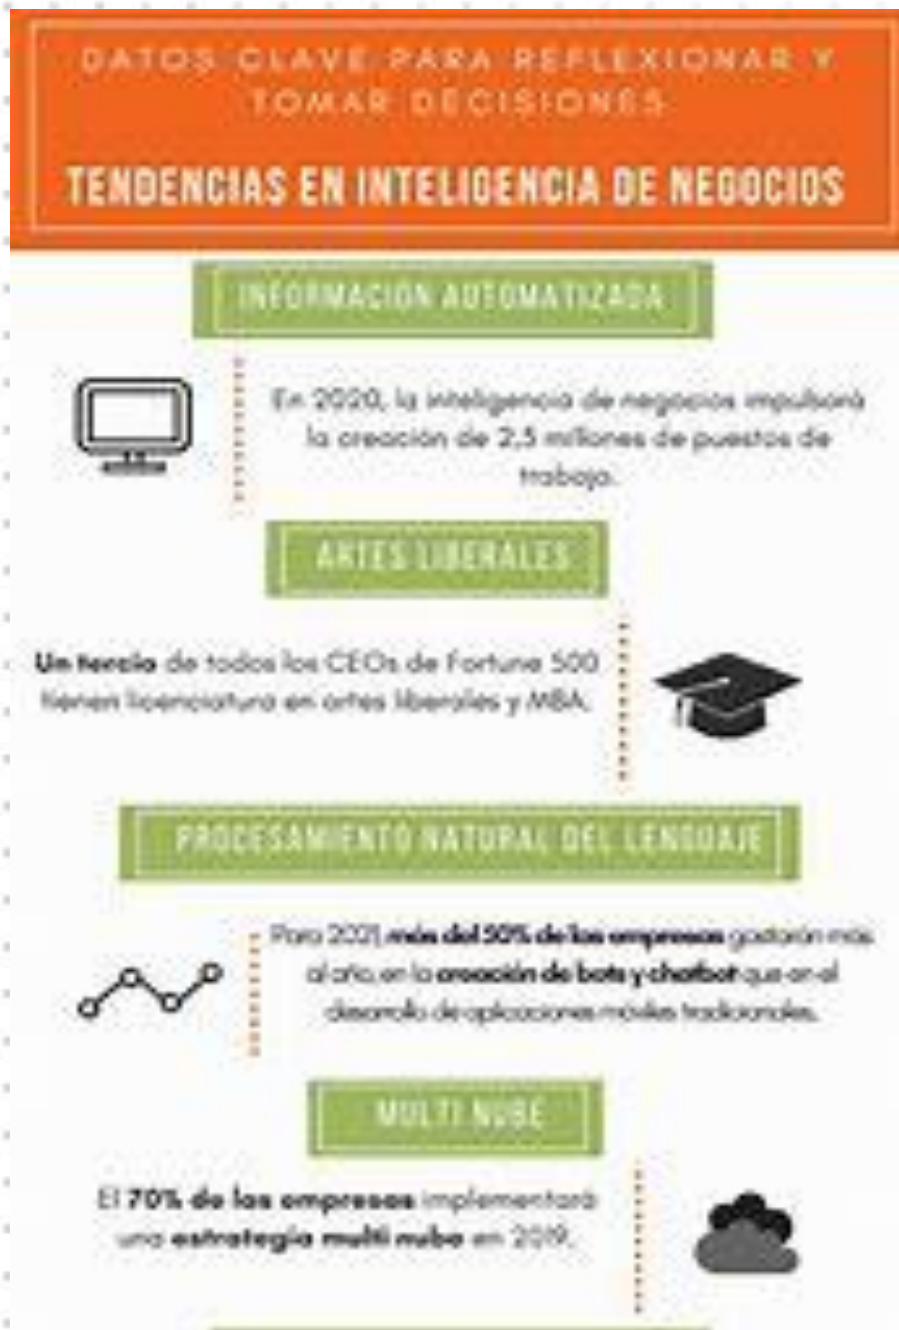 DATOS CLAVE PARA REFLEXIONAR Y
TOMAR DECISIONES
TENDENCIAS EN INTELIGENCIA DE NEGOCIOS
INFORMACIÓN AUTOMATIZADA
En 2020, la inteligencia de negocios impulsará
la creación de 2,3 millones de puestos de
trabajo.
ARTES LIBERALES
Un tercio de todos los CEOs de Fortune 500
tienen licenciatura en artes liberales y MBA.
PROCESAMIENTO NATURAL DEL LENGUAJE
Para 2021, más del 50% de las empresas gastarán más
al año, en la creación de bots y chatbot que en el
desarrollo de aplicaciones móviles tradicionales.
MULTI NUBE
El 70% de las empresas implementará
una estrategia multi nube en 2019.